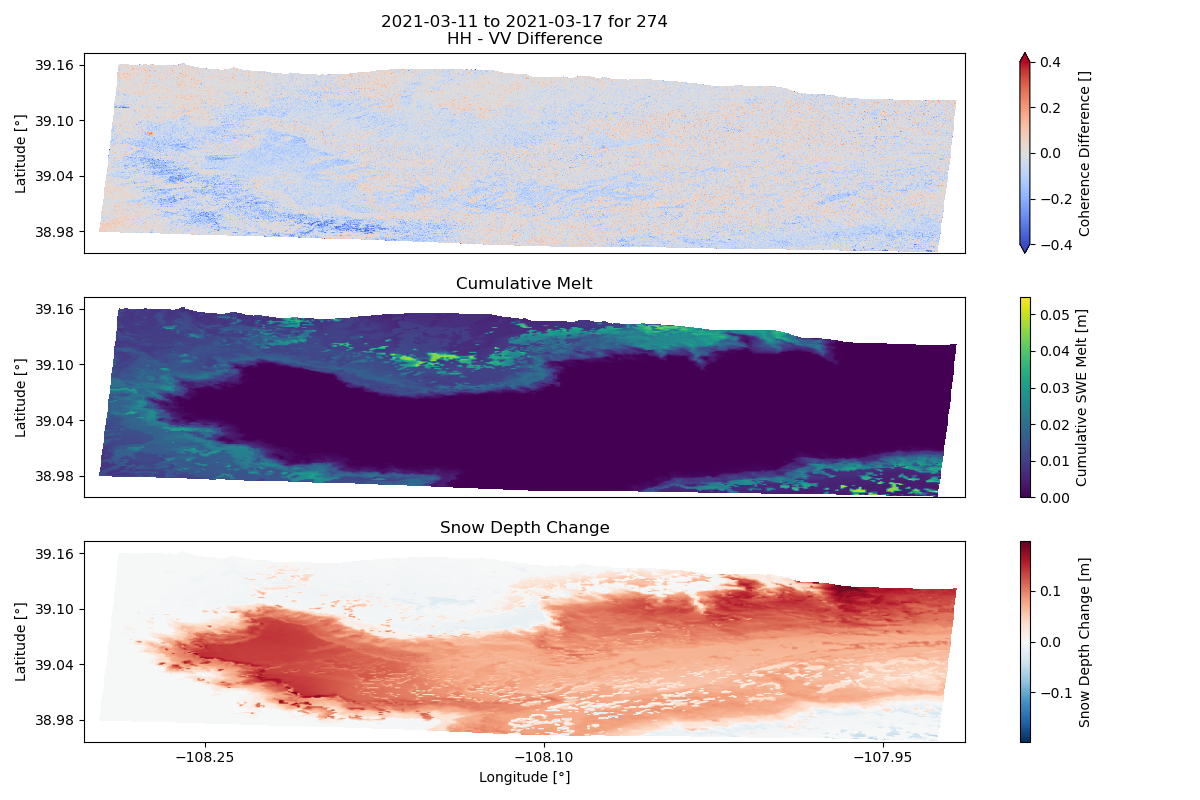 2021-03-11 to 2021-03-17 for 274
HH - VV Difference
39.16
39.10
39.04
38.98
Latitude [°]
0.4
0.2
0.0
−0.2
−0.4
Coherence Difference []
Cumulative Melt
39.16
39.10
39.04
38.98
Latitude [°]
0.05
0.04
0.03
0.02
0.01
0.00
Cumulative SWE Melt [m]
Snow Depth Change
39.16
39.10
39.04
38.98
Latitude [°]
0.1
0.0
−0.1
Snow Depth Change [m]
−108.25
−108.10
−107.95
Longitude [°]